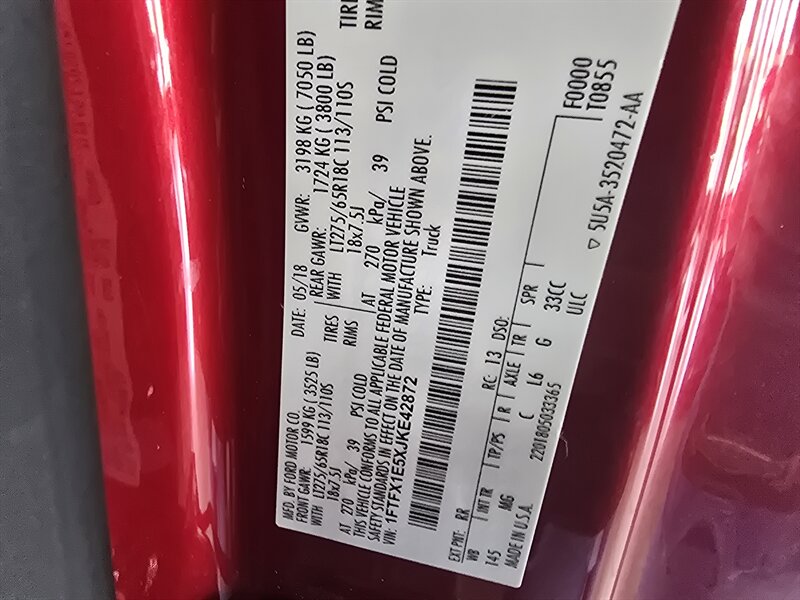 MFD. BY FORD MOTOR CO.
DATE: 05/18 GVWR: 3198 KG ( 7050 LB)
FRONT GAWR: 1599 KG ( 3525 LB) REAR GAWR: 1724 KG ( 3800 LB)
WITH LT275/65R18C 113/110S TIRES WITH LT275/65R18C 113/110S TIRE
18x7.5J RIMS 18x7.5J RIM
AT 270 kPa/ 39 PSI COLD AT 270 kPa/ 39 PSI COLD
THIS VEHICLE CONFORMS TO ALL APPLICABLE FEDERAL MOTOR VEHICLE
SAFETY STANDARDS IN EFFECT ON THE DATE OF MANUFACTURE SHOWN ABOVE.
VIN: 1FTFX1E5XJKE42872 TYPE: Truck
F0000
T0855
EXT PNT: RR RC: 13 DSO:
WB INT TR TP/PS R AXLE TR SPR
145 MG C L6 G 33CC
MADE IN U.S.A. 2201805033365 ULC
▽ 5U5A-3520472-AA